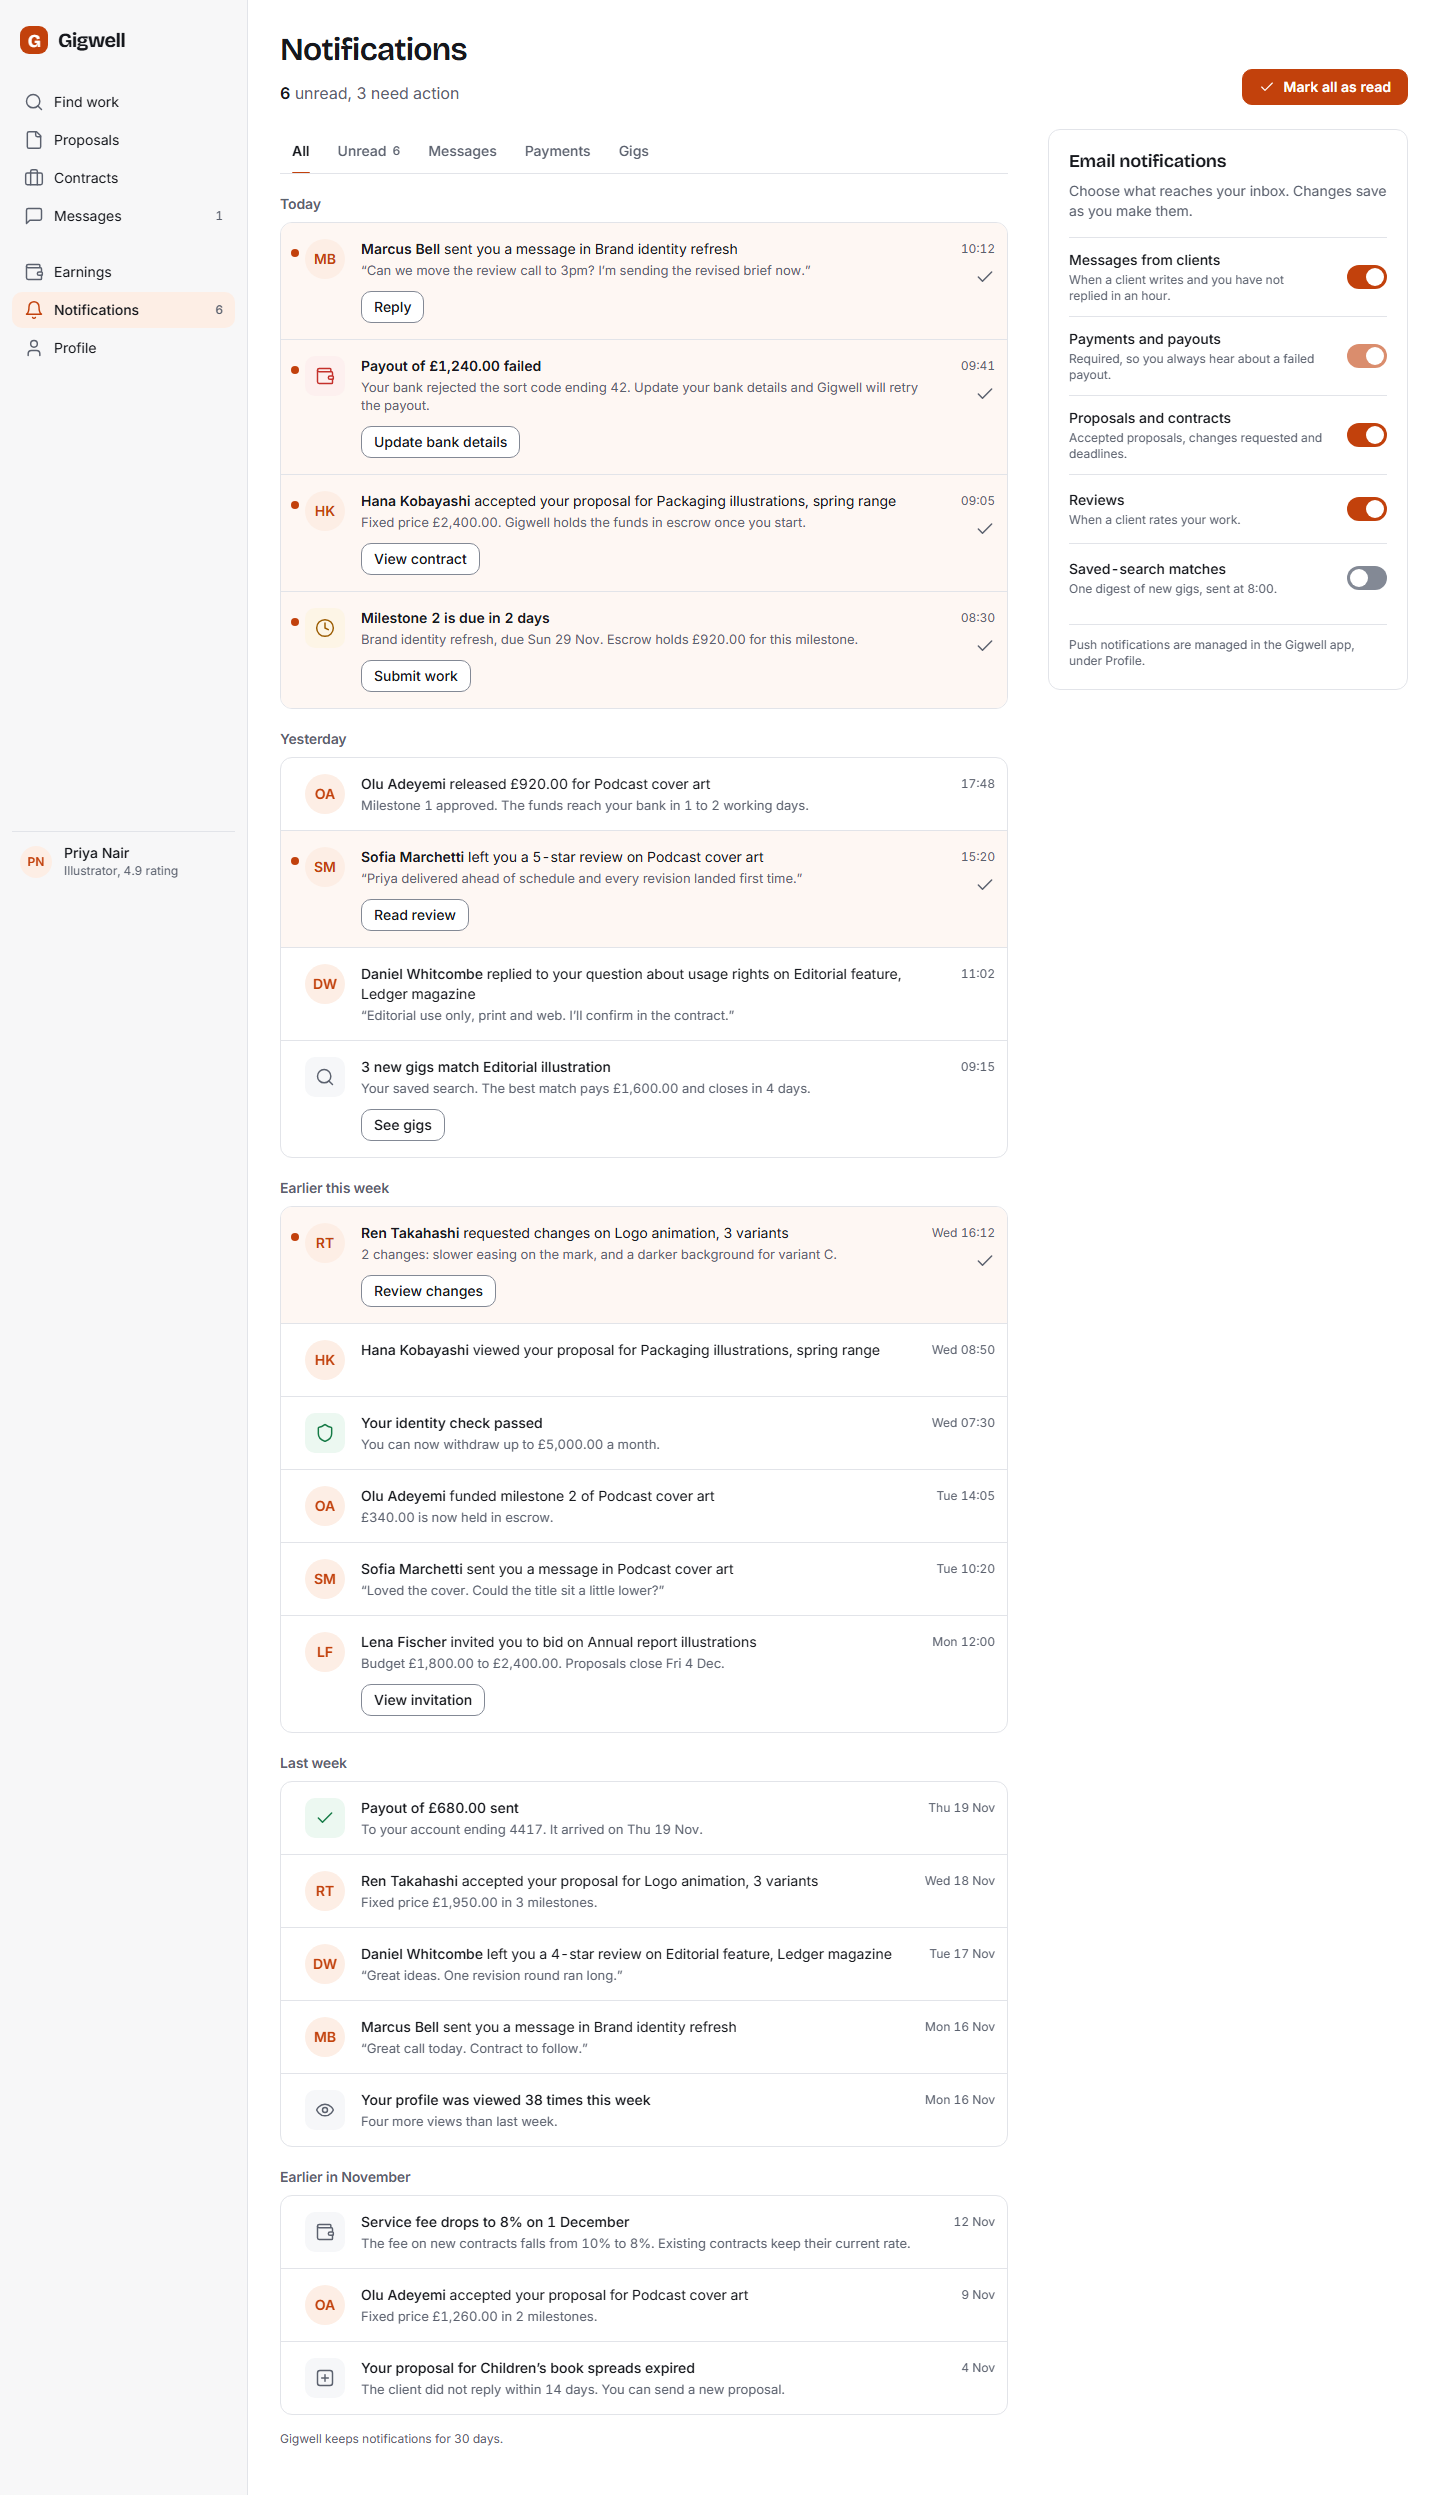 G Gigwell
Find work
Proposals
Contracts
Messages 1
Earnings
Notifications 6
Profile
PN
Priya Nair
Illustrator, 4.9 rating
Notifications
6 unread, 3 need action
Mark all as read
All Unread 6 Messages Payments Gigs
Today
MB
Marcus Bell sent you a message in Brand identity refresh
10:12
“Can we move the review call to 3pm? I’m sending the revised brief now.”
Reply
Payout of £1,240.00 failed
09:41
Your bank rejected the sort code ending 42. Update your bank details and Gigwell will retry
the payout.
Update bank details
HK
Hana Kobayashi accepted your proposal for Packaging illustrations, spring range
09:05
Fixed price £2,400.00. Gigwell holds the funds in escrow once you start.
View contract
Milestone 2 is due in 2 days
08:30
Brand identity refresh, due Sun 29 Nov. Escrow holds £920.00 for this milestone.
Submit work
Yesterday
OA
Olu Adeyemi released £920.00 for Podcast cover art
17:48
Milestone 1 approved. The funds reach your bank in 1 to 2 working days.
SM
Sofia Marchetti left you a 5-star review on Podcast cover art
15:20
“Priya delivered ahead of schedule and every revision landed first time.”
Read review
DW
Daniel Whitcombe replied to your question about usage rights on Editorial feature,
Ledger magazine
11:02
“Editorial use only, print and web. I’ll confirm in the contract.”
3 new gigs match Editorial illustration
09:15
Your saved search. The best match pays £1,600.00 and closes in 4 days.
See gigs
Earlier this week
RT
Ren Takahashi requested changes on Logo animation, 3 variants
Wed 16:12
2 changes: slower easing on the mark, and a darker background for variant C.
Review changes
HK
Hana Kobayashi viewed your proposal for Packaging illustrations, spring range
Wed 08:50
Your identity check passed
Wed 07:30
You can now withdraw up to £5,000.00 a month.
OA
Olu Adeyemi funded milestone 2 of Podcast cover art
Tue 14:05
£340.00 is now held in escrow.
SM
Sofia Marchetti sent you a message in Podcast cover art
Tue 10:20
“Loved the cover. Could the title sit a little lower?”
LF
Lena Fischer invited you to bid on Annual report illustrations
Mon 12:00
Budget £1,800.00 to £2,400.00. Proposals close Fri 4 Dec.
View invitation
Last week
Payout of £680.00 sent
Thu 19 Nov
To your account ending 4417. It arrived on Thu 19 Nov.
RT
Ren Takahashi accepted your proposal for Logo animation, 3 variants
Wed 18 Nov
Fixed price £1,950.00 in 3 milestones.
DW
Daniel Whitcombe left you a 4-star review on Editorial feature, Ledger magazine
Tue 17 Nov
“Great ideas. One revision round ran long.”
MB
Marcus Bell sent you a message in Brand identity refresh
Mon 16 Nov
“Great call today. Contract to follow.”
Your profile was viewed 38 times this week
Mon 16 Nov
Four more views than last week.
Earlier in November
Service fee drops to 8% on 1 December
12 Nov
The fee on new contracts falls from 10% to 8%. Existing contracts keep their current rate.
OA
Olu Adeyemi accepted your proposal for Podcast cover art
9 Nov
Fixed price £1,260.00 in 2 milestones.
Your proposal for Children’s book spreads expired
4 Nov
The client did not reply within 14 days. You can send a new proposal.
Gigwell keeps notifications for 30 days.
Email notifications
Choose what reaches your inbox. Changes save
as you make them.
Messages from clients
When a client writes and you have not
replied in an hour.
Payments and payouts
Required, so you always hear about a failed
payout.
Proposals and contracts
Accepted proposals, changes requested and
deadlines.
Reviews
When a client rates your work.
Saved-search matches
One digest of new gigs, sent at 8:00.
Push notifications are managed in the Gigwell app,
under Profile.